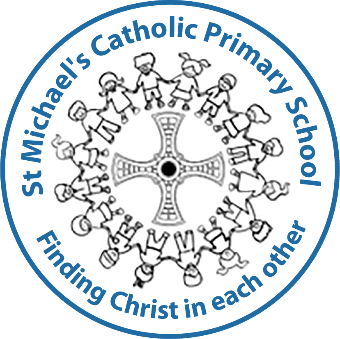 St Michael's Catholic Primary School
Finding Christ in each other